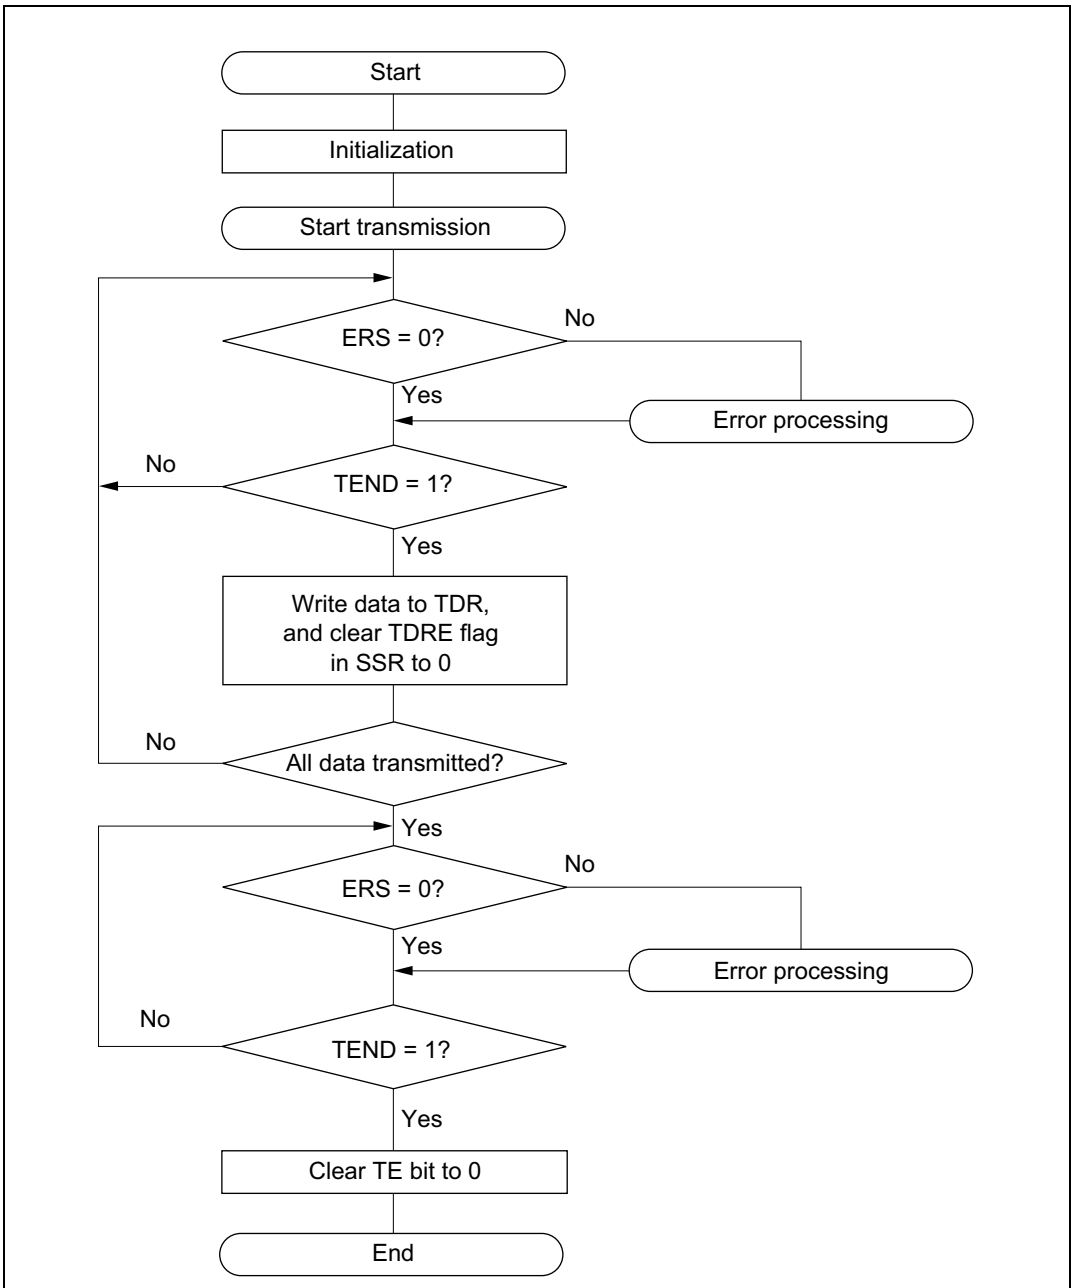 Start
Initialization
Start transmission
ERS = 0?
No
Yes
Error processing
No
TEND = 1?
Yes
Write data to TDR,
and clear TDRE flag
in SSR to 0
No
All data transmitted?
Yes
No
ERS = 0?
Yes
Error processing
No
TEND = 1?
Yes
Clear TE bit to 0
End